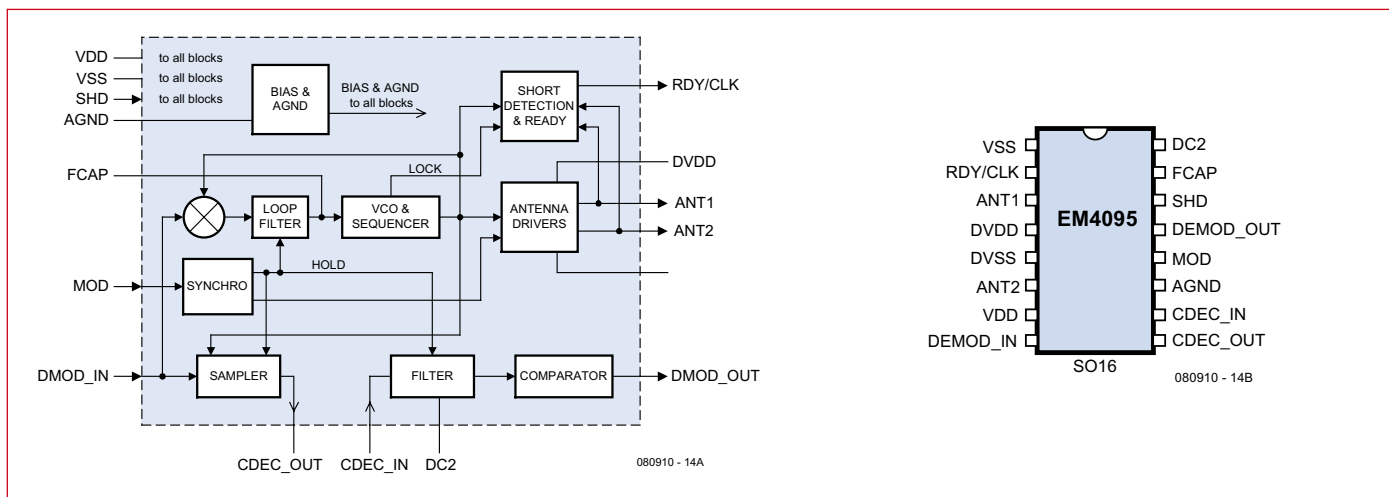 VDD
to all blocks
VSS
to all blocks
SHD
to all blocks
AGND
BIAS &
AGND
BIAS & AGND
to all blocks
SHORT
DETECTION
& READY
RDY/CLK
FCAP
LOCK
DVDD
LOOP
FILTER
VCO &
SEQUENCER
ANTENNA
DRIVERS
ANT1
ANT2
HOLD
MOD
SYNCHRO
DMOD_IN
SAMPLER
FILTER
COMPARATOR
DMOD_OUT
CDEC_OUT
CDEC_IN
DC2
080910 - 14A
VSS
RDY/CLK
ANT1
DVDD
DVSS
ANT2
VDD
DEMOD_IN
EM4095
DC2
FCAP
SHD
DEMOD_OUT
MOD
AGND
CDEC_IN
CDEC_OUT
SO16
080910 - 14B